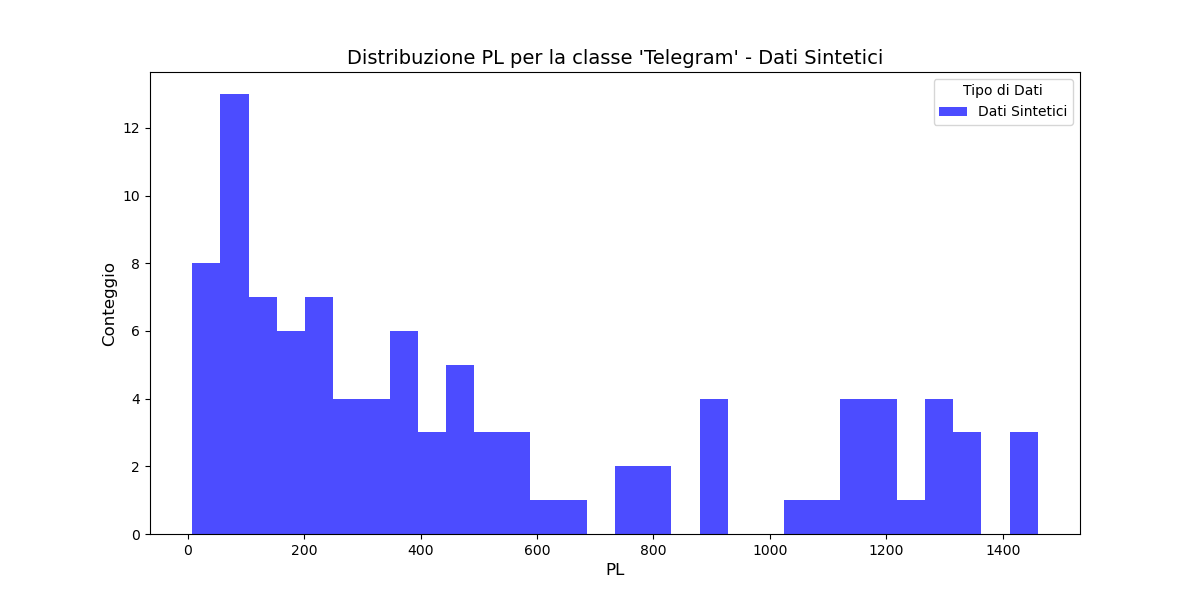 Distribuzione PL per la classe 'Telegram' - Dati Sintetici
Tipo di Dati
Dati Sintetici
Conteggio
12
10
8
6
4
2
0
0 200 400 600 800 1000 1200 1400
PL